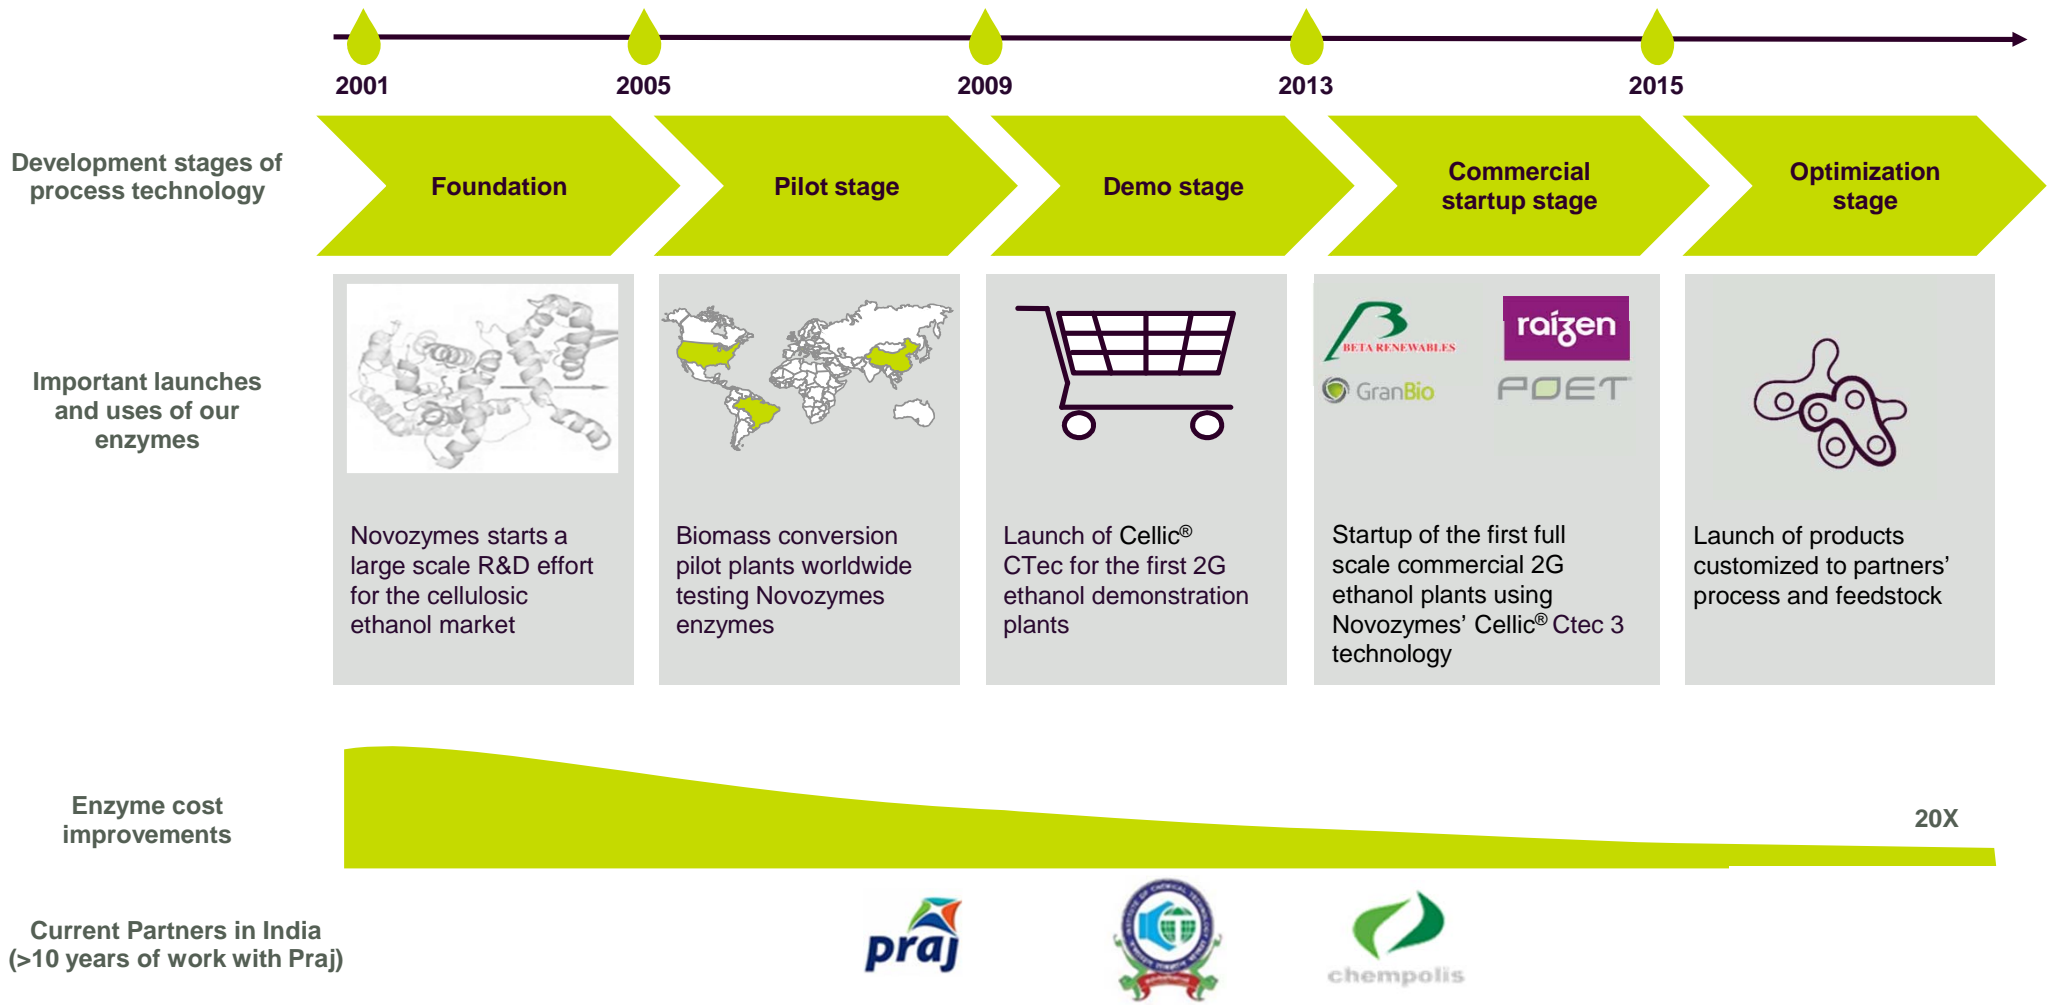 2001
2005
2009
2013
2015
Development stages of
process technology
Foundation
Pilot stage
Demo stage
Commercial
startup stage
Optimization
stage
Important launches
and uses of our
enzymes
BETA RENEWABLES
raízen
GranBio
POET
Novozymes starts a
large scale R&D effort
for the cellulosic
ethanol market
Biomass conversion
pilot plants worldwide
testing Novozymes
enzymes
Launch of Cellic®
CTec for the first 2G
ethanol demonstration
plants
Startup of the first full
scale commercial 2G
ethanol plants using
Novozymes’ Cellic® Ctec 3
technology
Launch of products
customized to partners’
process and feedstock
Enzyme cost
improvements
20X
Current Partners in India
(>10 years of work with Praj)
praj
INSTITUTE OF CHEMICAL TECHNOLOGY
chempolis